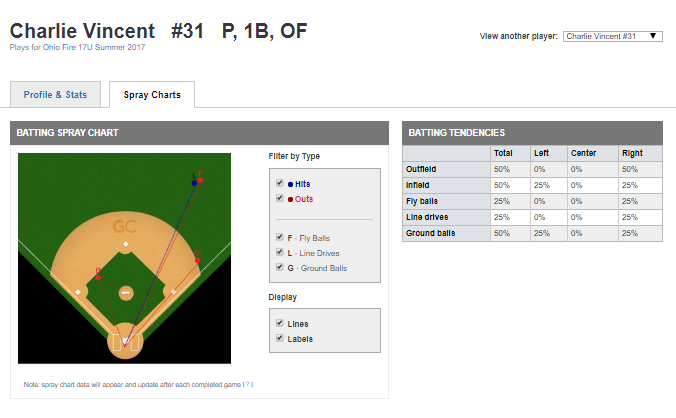 Charlie Vincent #31 P, 1B, OF
Plays for Ohio Fire 17U Summer 2017
View another player: Charlie Vincent #31
Profile & Stats
Spray Charts
BATTING SPRAY CHART
GC
L F
G
G
Filter by Type
Hits
Outs
F - Fly Balls
L - Line Drives
G - Ground Balls
Display
Lines
Labels
Note: spray chart data will appear and update after each completed game [ ? ]
BATTING TENDENCIES
Total Left Center Right
Outfield 50% 0% 0% 50%
Infield 50% 25% 0% 25%
Fly balls 25% 0% 0% 25%
Line drives 25% 0% 0% 25%
Ground balls 50% 25% 0% 25%